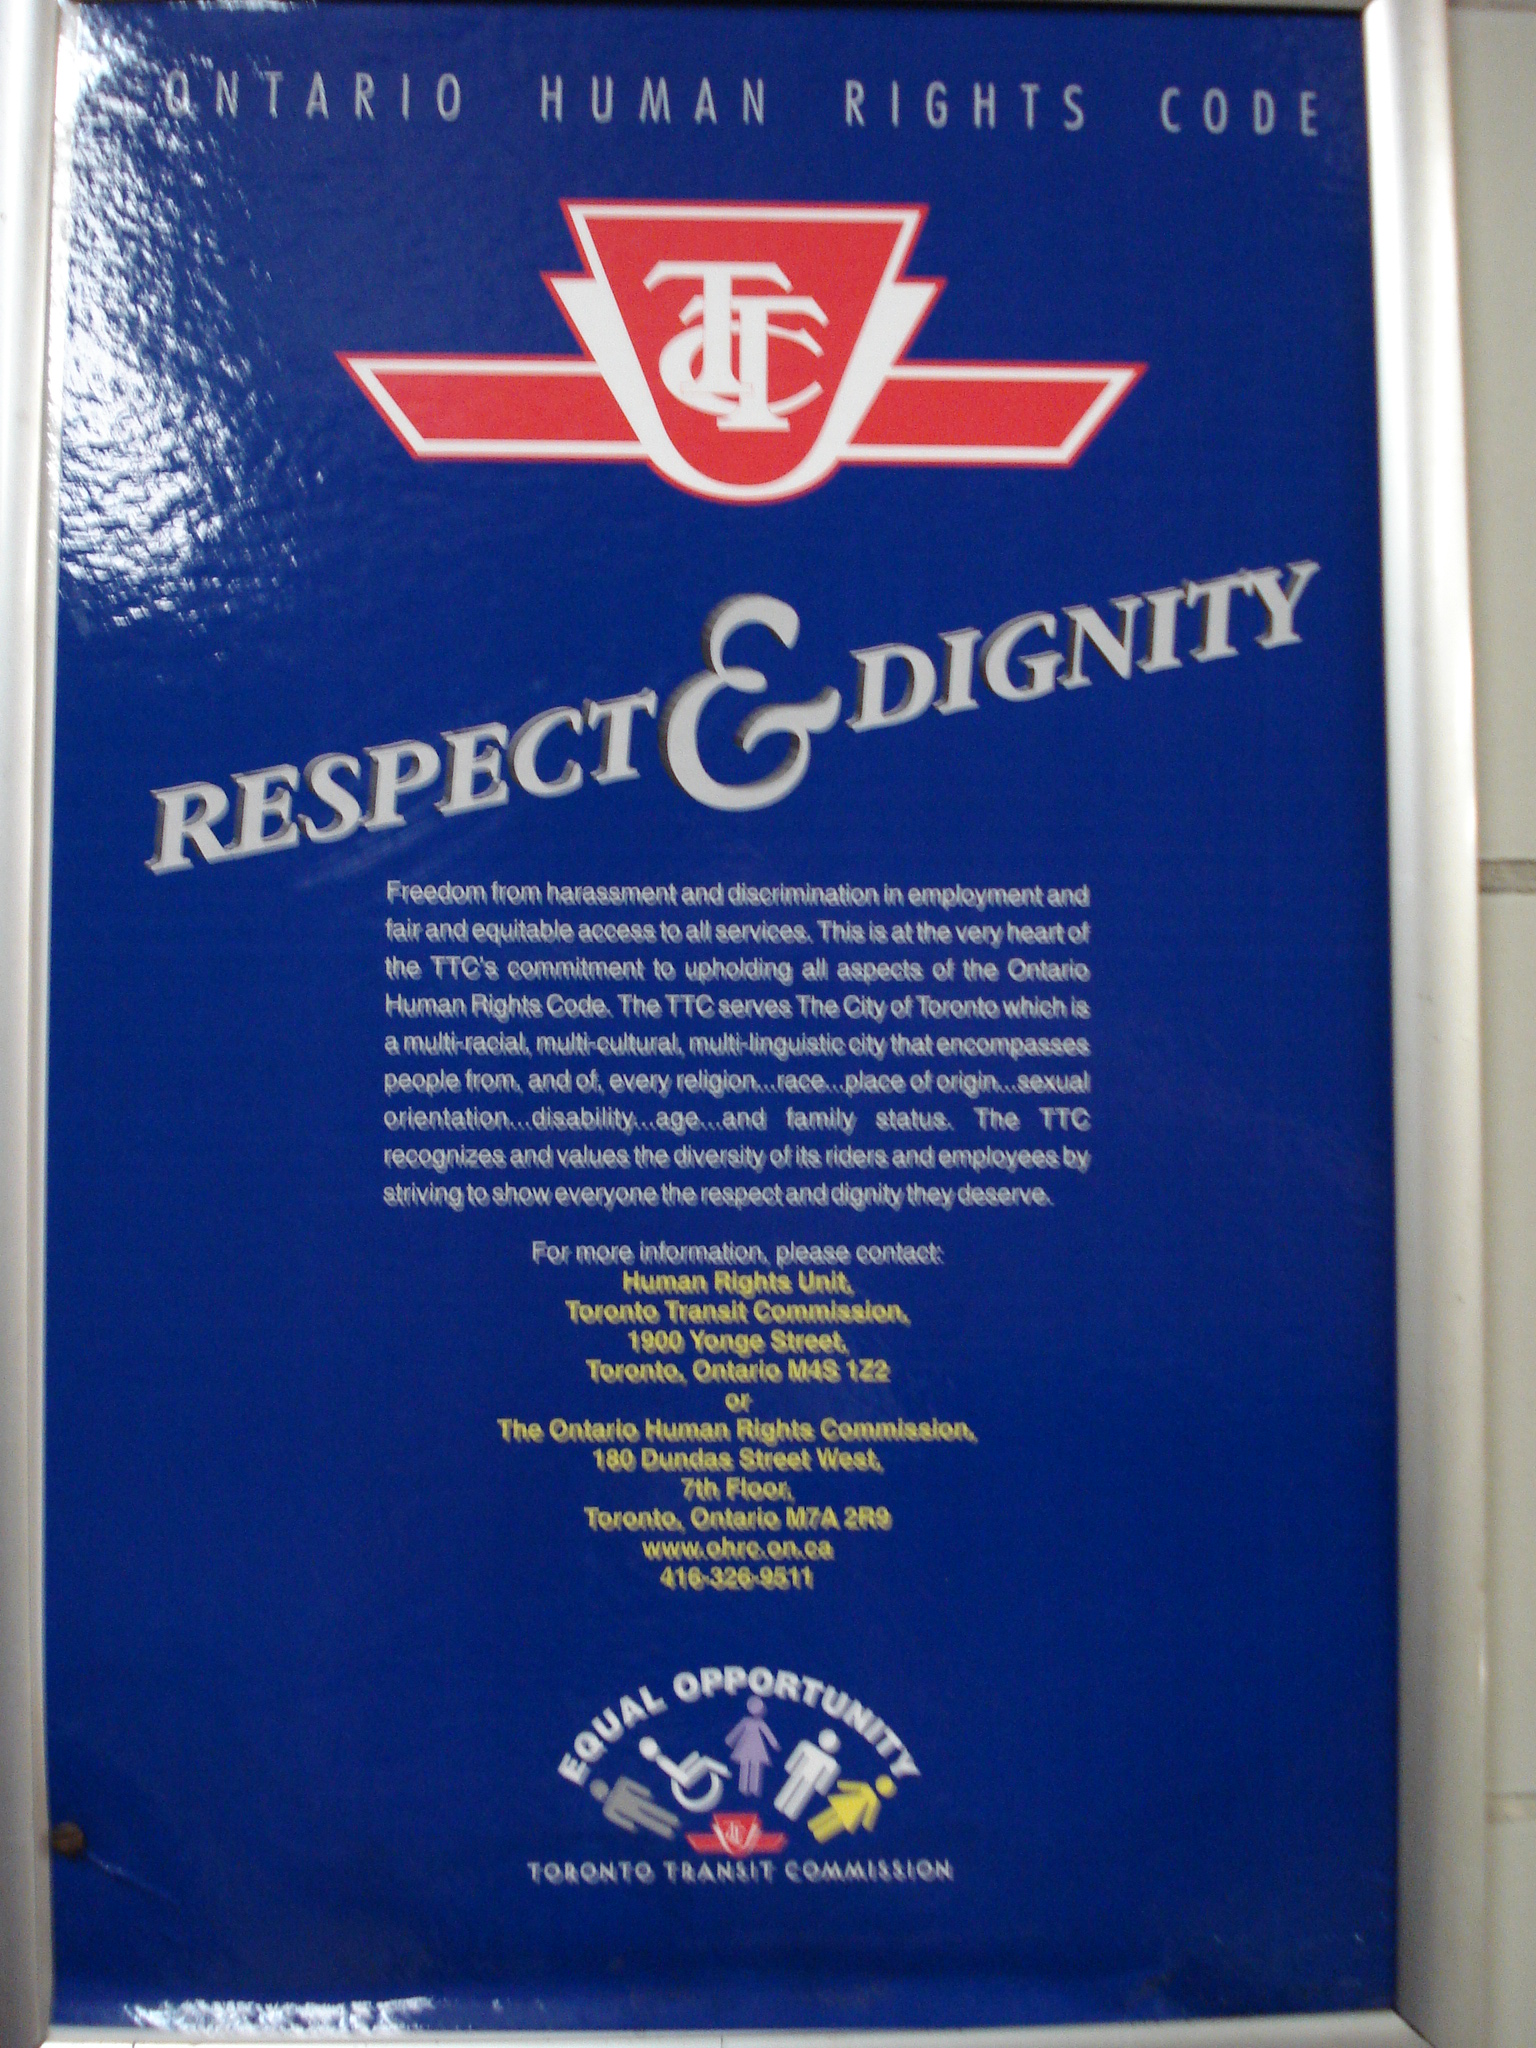 ONTARIO HUMAN RIGHTS CODE
TTC
RESPECT & DIGNITY
Freedom from harassment and discrimination in employment and
fair and equitable access to all services. This is at the very heart of
the TTC's commitment to upholding all aspects of the Ontario
Human Rights Code. The TTC serves The City of Toronto which is
a multi-racial, multi-cultural, multi-linguistic city that encompasses
people from, and of, every religion...race...place of origin...sexual
orientation...disability...age...and family status. The TTC
recognizes and values the diversity of its riders and employees by
striving to show everyone the respect and dignity they deserve.
For more information, please contact:
Human Rights Unit,
Toronto Transit Commission,
1900 Yonge Street,
Toronto, Ontario M4S 1Z2
or
The Ontario Human Rights Commission,
180 Dundas Street West,
7th Floor,
Toronto, Ontario M7A 2R9
www.ohrc.on.ca
416-326-9511
EQUAL OPPORTUNITY
TTC
TORONTO TRANSIT COMMISSION